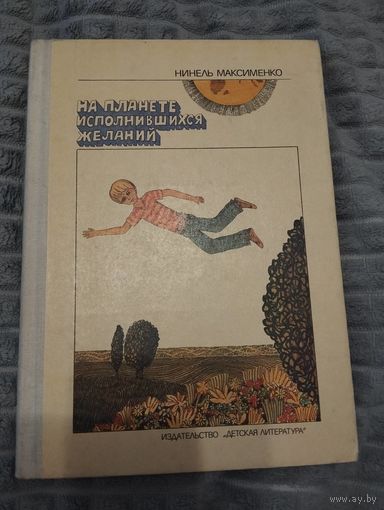 НИНЕЛЬ МАКСИМЕНКО
НА ПЛАНЕТЕ
ИСПОЛНИВШИХСЯ
ЖЕЛАНИЙ
ИЗДАТЕЛЬСТВО „ДЕТСКАЯ ЛИТЕРАТУРА"
www.ay.by